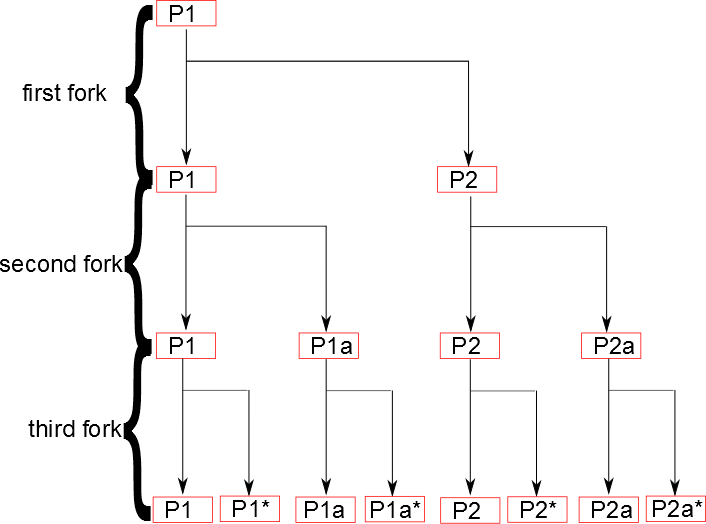 P1
first fork
P1 P2
second fork
P1 P1a P2 P2a
third fork
P1 P1* P1a P1a* P2 P2* P2a P2a*